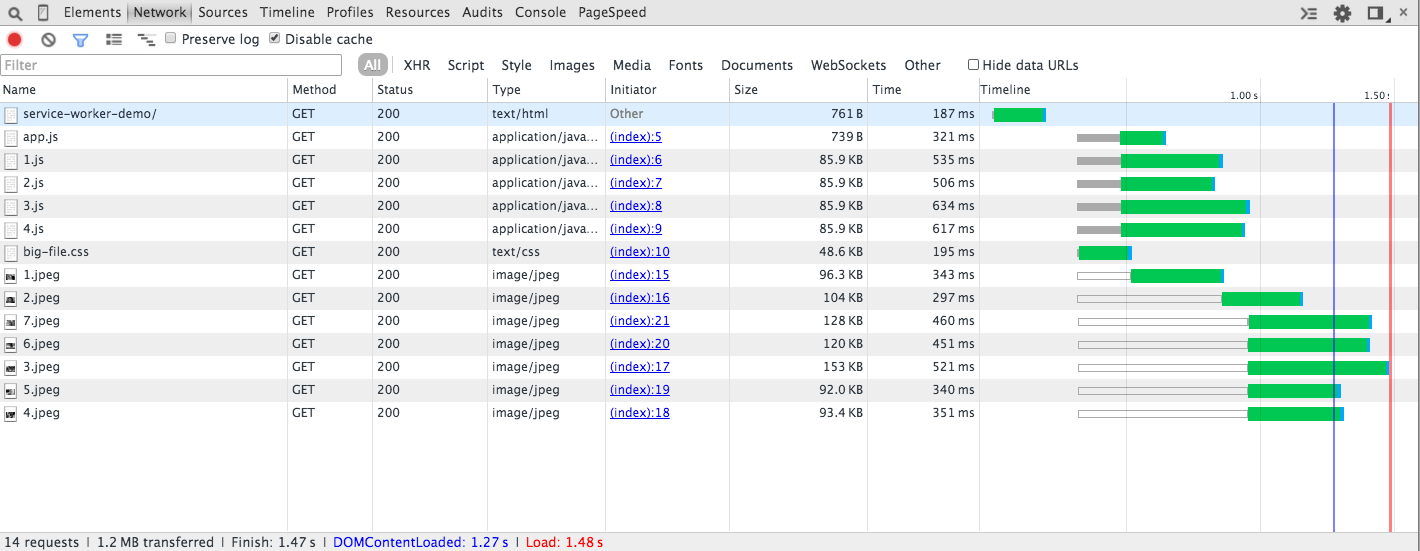 Elements Network Sources Timeline Profiles Resources Audits Console PageSpeed
Preserve log Disable cache
Filter All XHR Script Style Images Media Fonts Documents WebSockets Other Hide data URLs
Name Method Status Type Initiator Size Time Timeline 1.00 s 1.50 s
service-worker-demo/ GET 200 text/html Other 761 B 187 ms
app.js GET 200 application/java... (index):5 739 B 321 ms
1.js GET 200 application/java... (index):6 85.9 KB 535 ms
2.js GET 200 application/java... (index):7 85.9 KB 506 ms
3.js GET 200 application/java... (index):8 85.9 KB 634 ms
4.js GET 200 application/java... (index):9 85.9 KB 617 ms
big-file.css GET 200 text/css (index):10 48.6 KB 195 ms
1.jpeg GET 200 image/jpeg (index):15 96.3 KB 343 ms
2.jpeg GET 200 image/jpeg (index):16 104 KB 297 ms
7.jpeg GET 200 image/jpeg (index):21 128 KB 460 ms
6.jpeg GET 200 image/jpeg (index):20 120 KB 451 ms
3.jpeg GET 200 image/jpeg (index):17 153 KB 521 ms
5.jpeg GET 200 image/jpeg (index):19 92.0 KB 340 ms
4.jpeg GET 200 image/jpeg (index):18 93.4 KB 351 ms
14 requests | 1.2 MB transferred | Finish: 1.47 s | DOMContentLoaded: 1.27 s | Load: 1.48 s